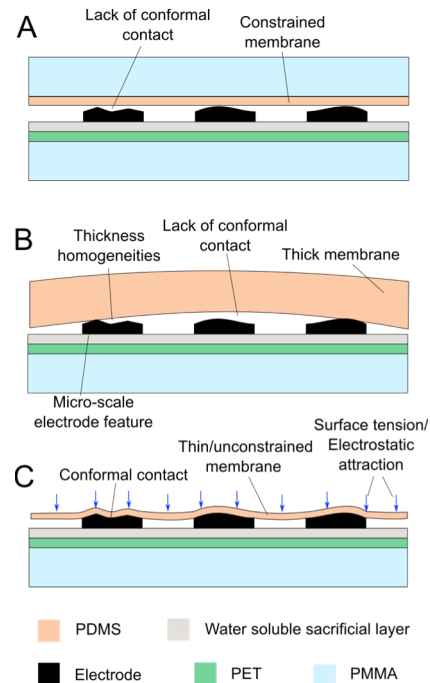 A
Lack of conformal
contact
Constrained
membrane
B
Thickness
homogeneities
Lack of conformal
contact
Thick membrane
Micro-scale
electrode feature
C
Conformal contact
Thin/unconstrained
membrane
Surface tension/
Electrostatic
attraction
PDMS
Water soluble sacrificial layer
Electrode
PET
PMMA